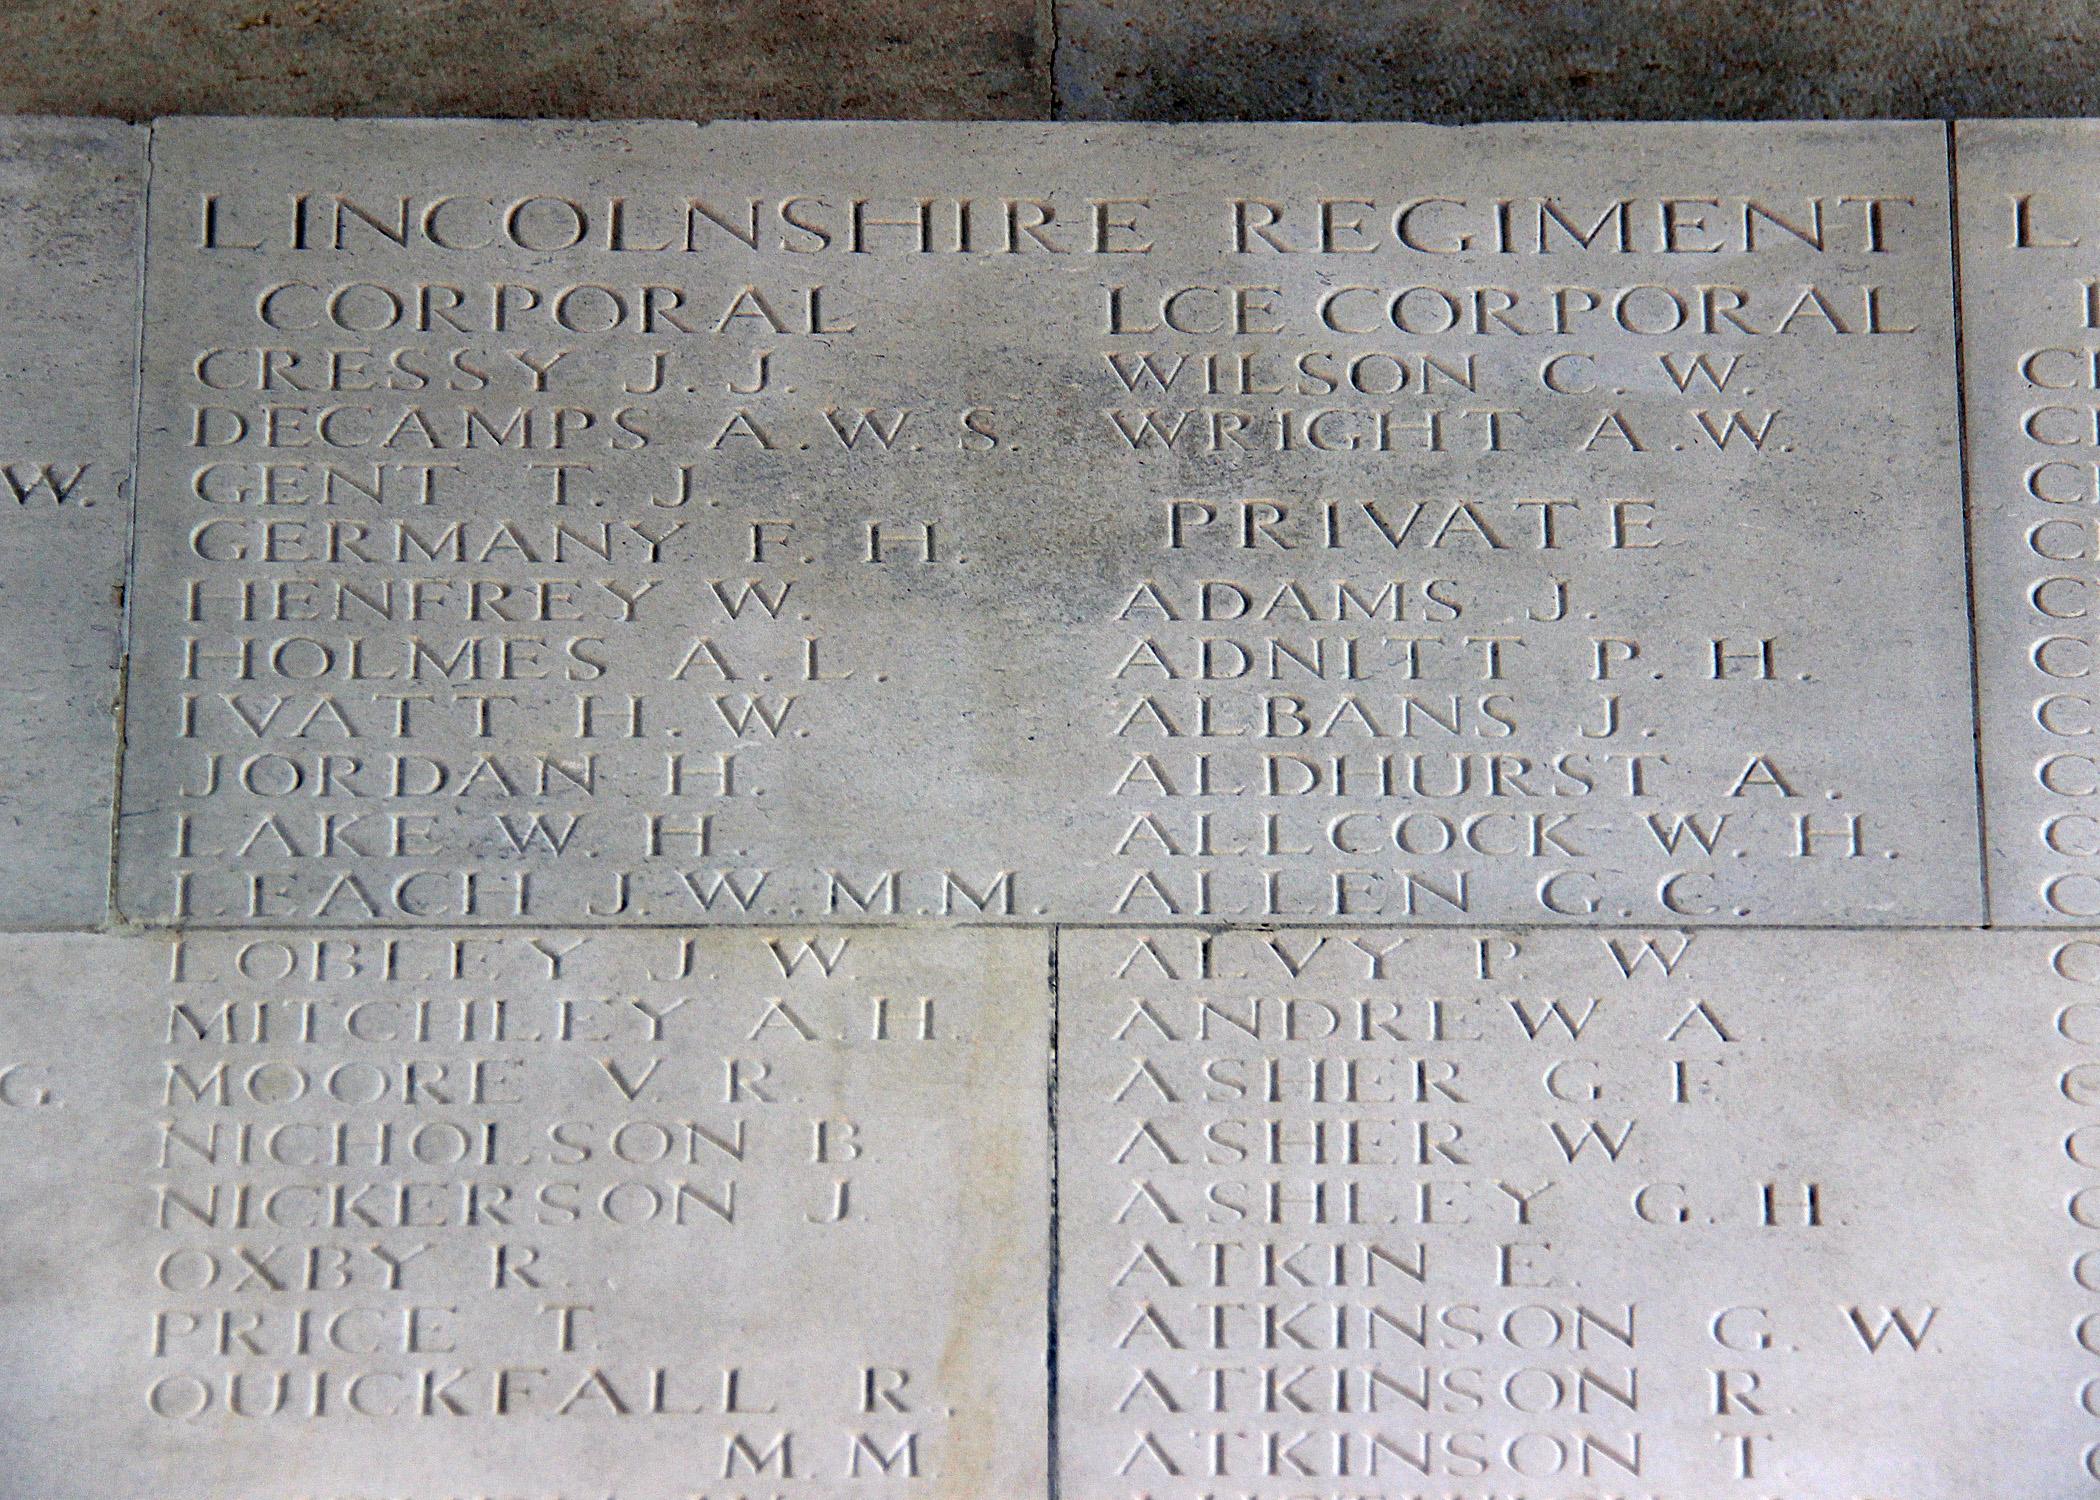 LINCOLNSHIRE REGIMENT
CORPORAL
CRESSY J. J.
DECAMPS A.W. S.
GENT T. J.
GERMANY F. H.
HENFREY W.
HOLMES A. L.
IVATT H. W.
JORDAN H.
LAKE W. H.
LEACH J. W., M.M.
LOBLEY J. W.
MITCHLEY A. H.
MOORE V. R.
NICHOLSON B.
NICKERSON J.
OXBY R.
PRICE T.
QUICKFALL R.,
M. M.
LCE CORPORAL
WILSON C. W.
WRIGHT A.W.
PRIVATE
ADAMS J.
ADNITT P. H.
ALBANS J.
ALDHURST A.
ALLCOCK W. H.
ALLEN G. C.
ALVY P. W.
ANDREW A.
ASHER G. F.
ASHER W.
ASHLEY G. H.
ATKIN E.
ATKINSON G. W.
ATKINSON R.
ATKINSON T.
W.
G.